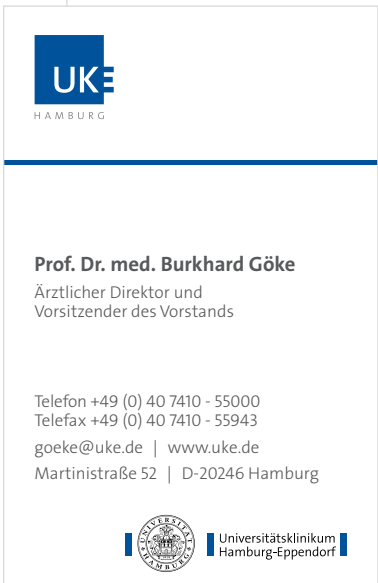 UKE
HAMBURG
Prof. Dr. med. Burkhard Göke
Ärztlicher Direktor und
Vorsitzender des Vorstands
Telefon +49 (0) 40 7410 - 55000
Telefax +49 (0) 40 7410 - 55943
goeke@uke.de | www.uke.de
Martinistraße 52 | D-20246 Hamburg
UNIVERSITÄT HAMBURG
Universitätsklinikum
Hamburg-Eppendorf